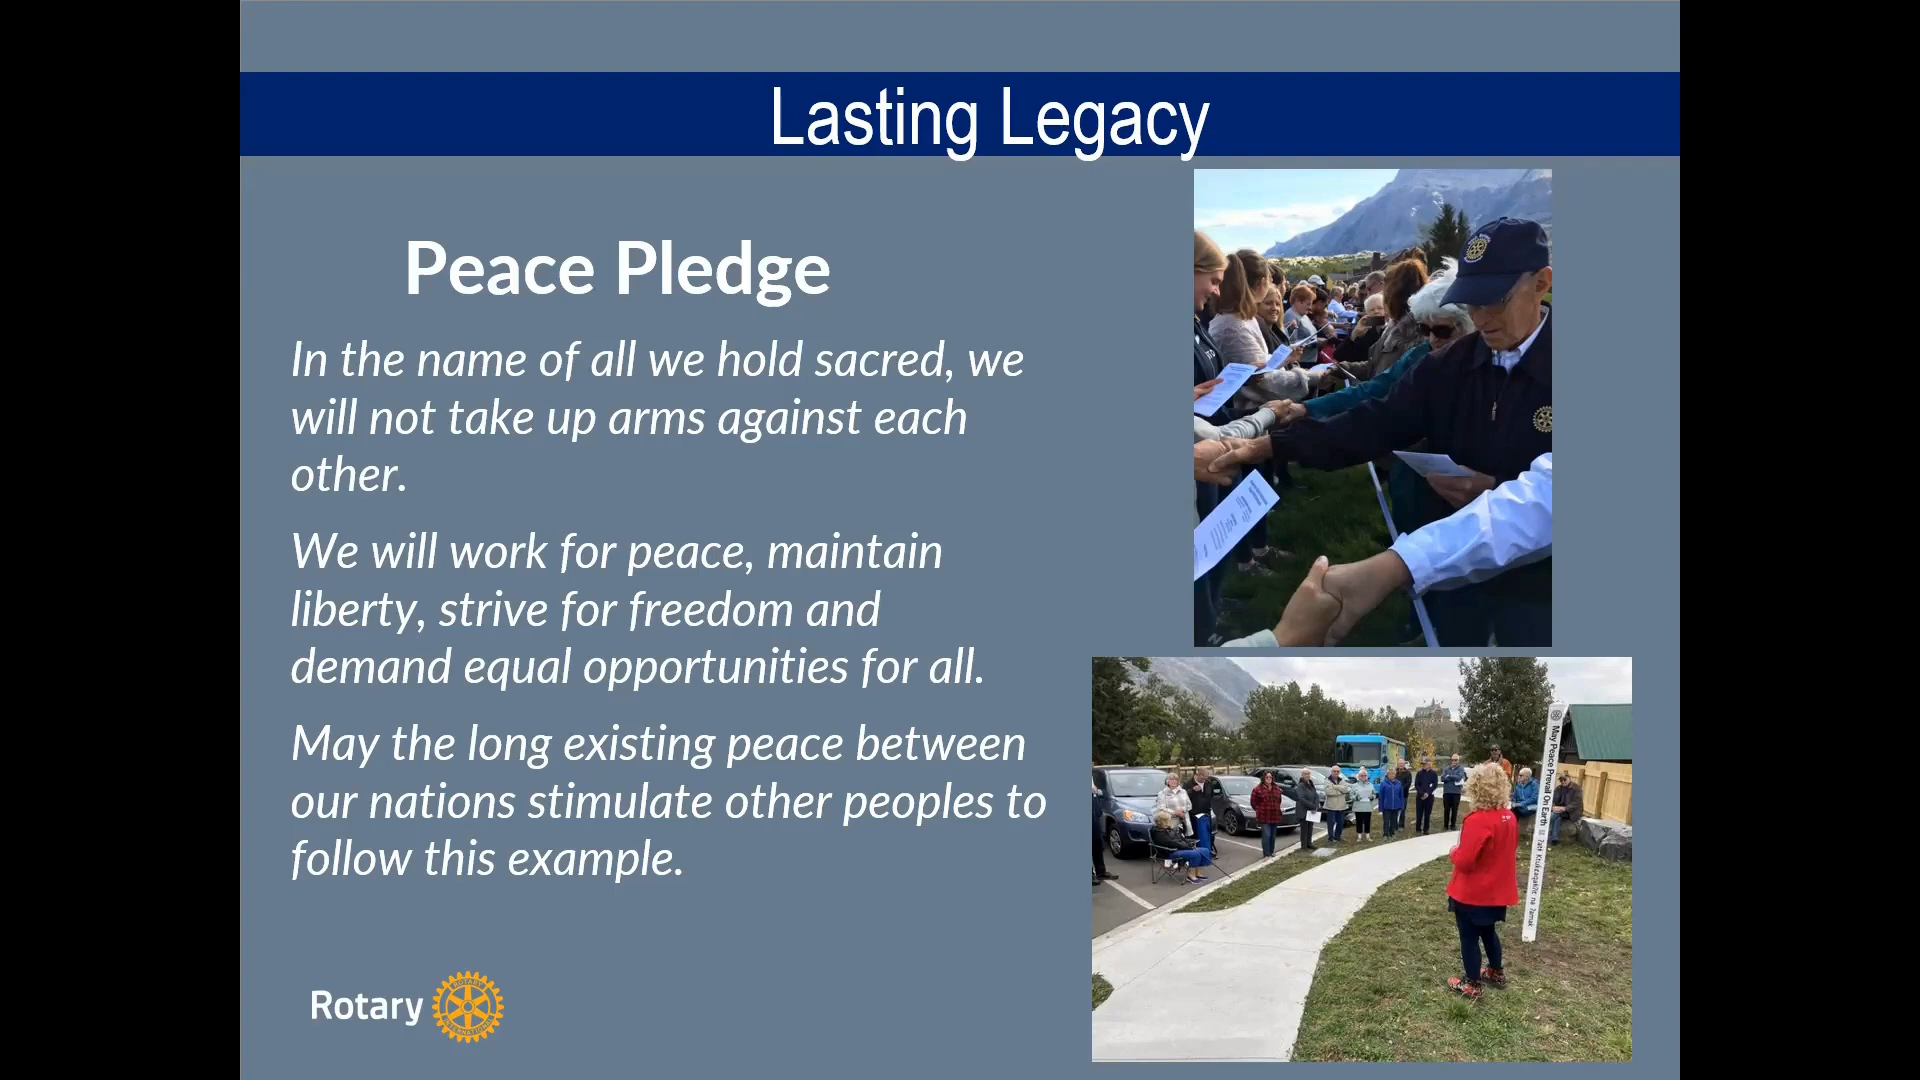 Lasting Legacy
Peace Pledge
In the name of all we hold sacred, we
will not take up arms against each
other.
We will work for peace, maintain
liberty, strive for freedom and
demand equal opportunities for all.
May the long existing peace between
our nations stimulate other peoples to
follow this example.
Rotary
ROTARY
INTERNATIONAL
May Peace Prevail On Earth